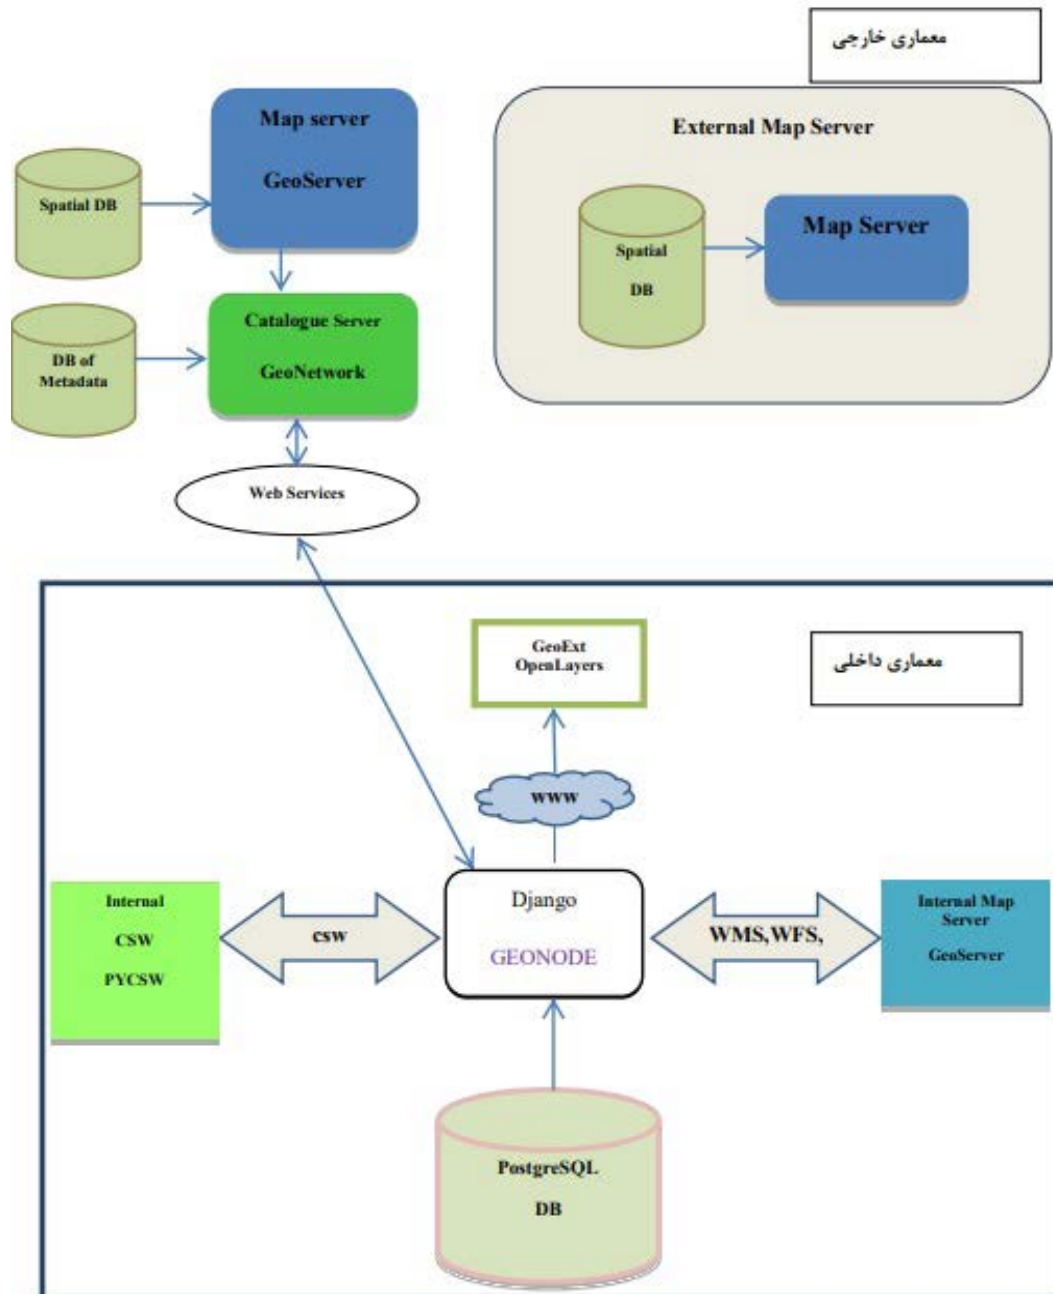 معماری خارجی
Map server
GeoServer
External Map Server
Spatial DB
Map Server
Spatial
DB
Catalogue Server
GeoNetwork
DB of
Metadata
Web Services
GeoExt
OpenLayers
معماری داخلی
www
Internal
CSW
PYCSW
csw
Django
GEONODE
WMS,WFS,
Internal Map
Server
GeoServer
PostgreSQL
DB